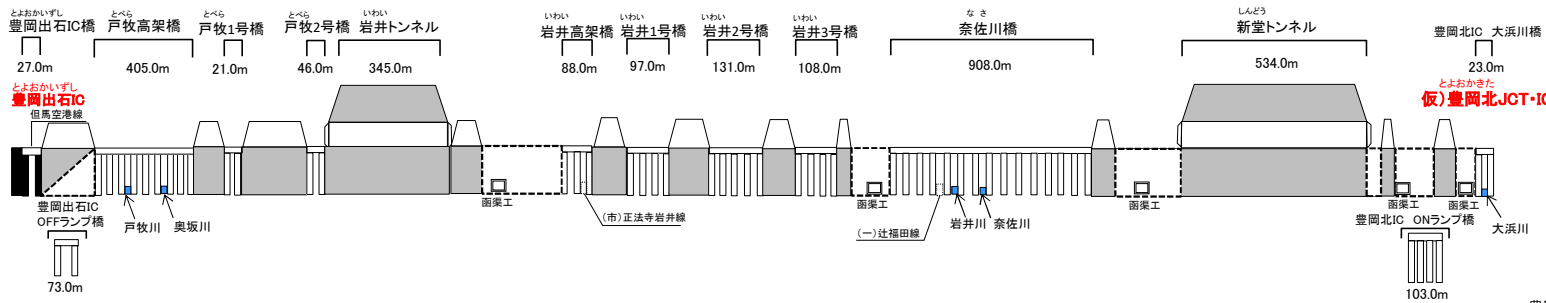 とよおかいずし
豊岡出石IC橋
27.0m
とべら
戸牧高架橋
405.0m
とべら
戸牧1号橋
21.0m
とべら
戸牧2号橋
46.0m
いわい
岩井トンネル
345.0m
いわい
岩井高架橋
88.0m
いわい
岩井1号橋
97.0m
いわい
岩井2号橋
131.0m
いわい
岩井3号橋
108.0m
なさ
奈佐川橋
908.0m
しんどう
新堂トンネル
534.0m
豊岡北IC 大浜川橋
23.0m
とよおかいずし
豊岡出石IC
但馬空港線
とよおかきた
仮)豊岡北JCT・IC
豊岡出石IC
OFFランプ橋
73.0m
戸牧川
奥坂川
函渠工
(市)正法寺岩井線
函渠工
(一)辻福田線
岩井川
奈佐川
函渠工
函渠工
函渠工
豊岡北IC ONランプ橋
103.0m
大浜川